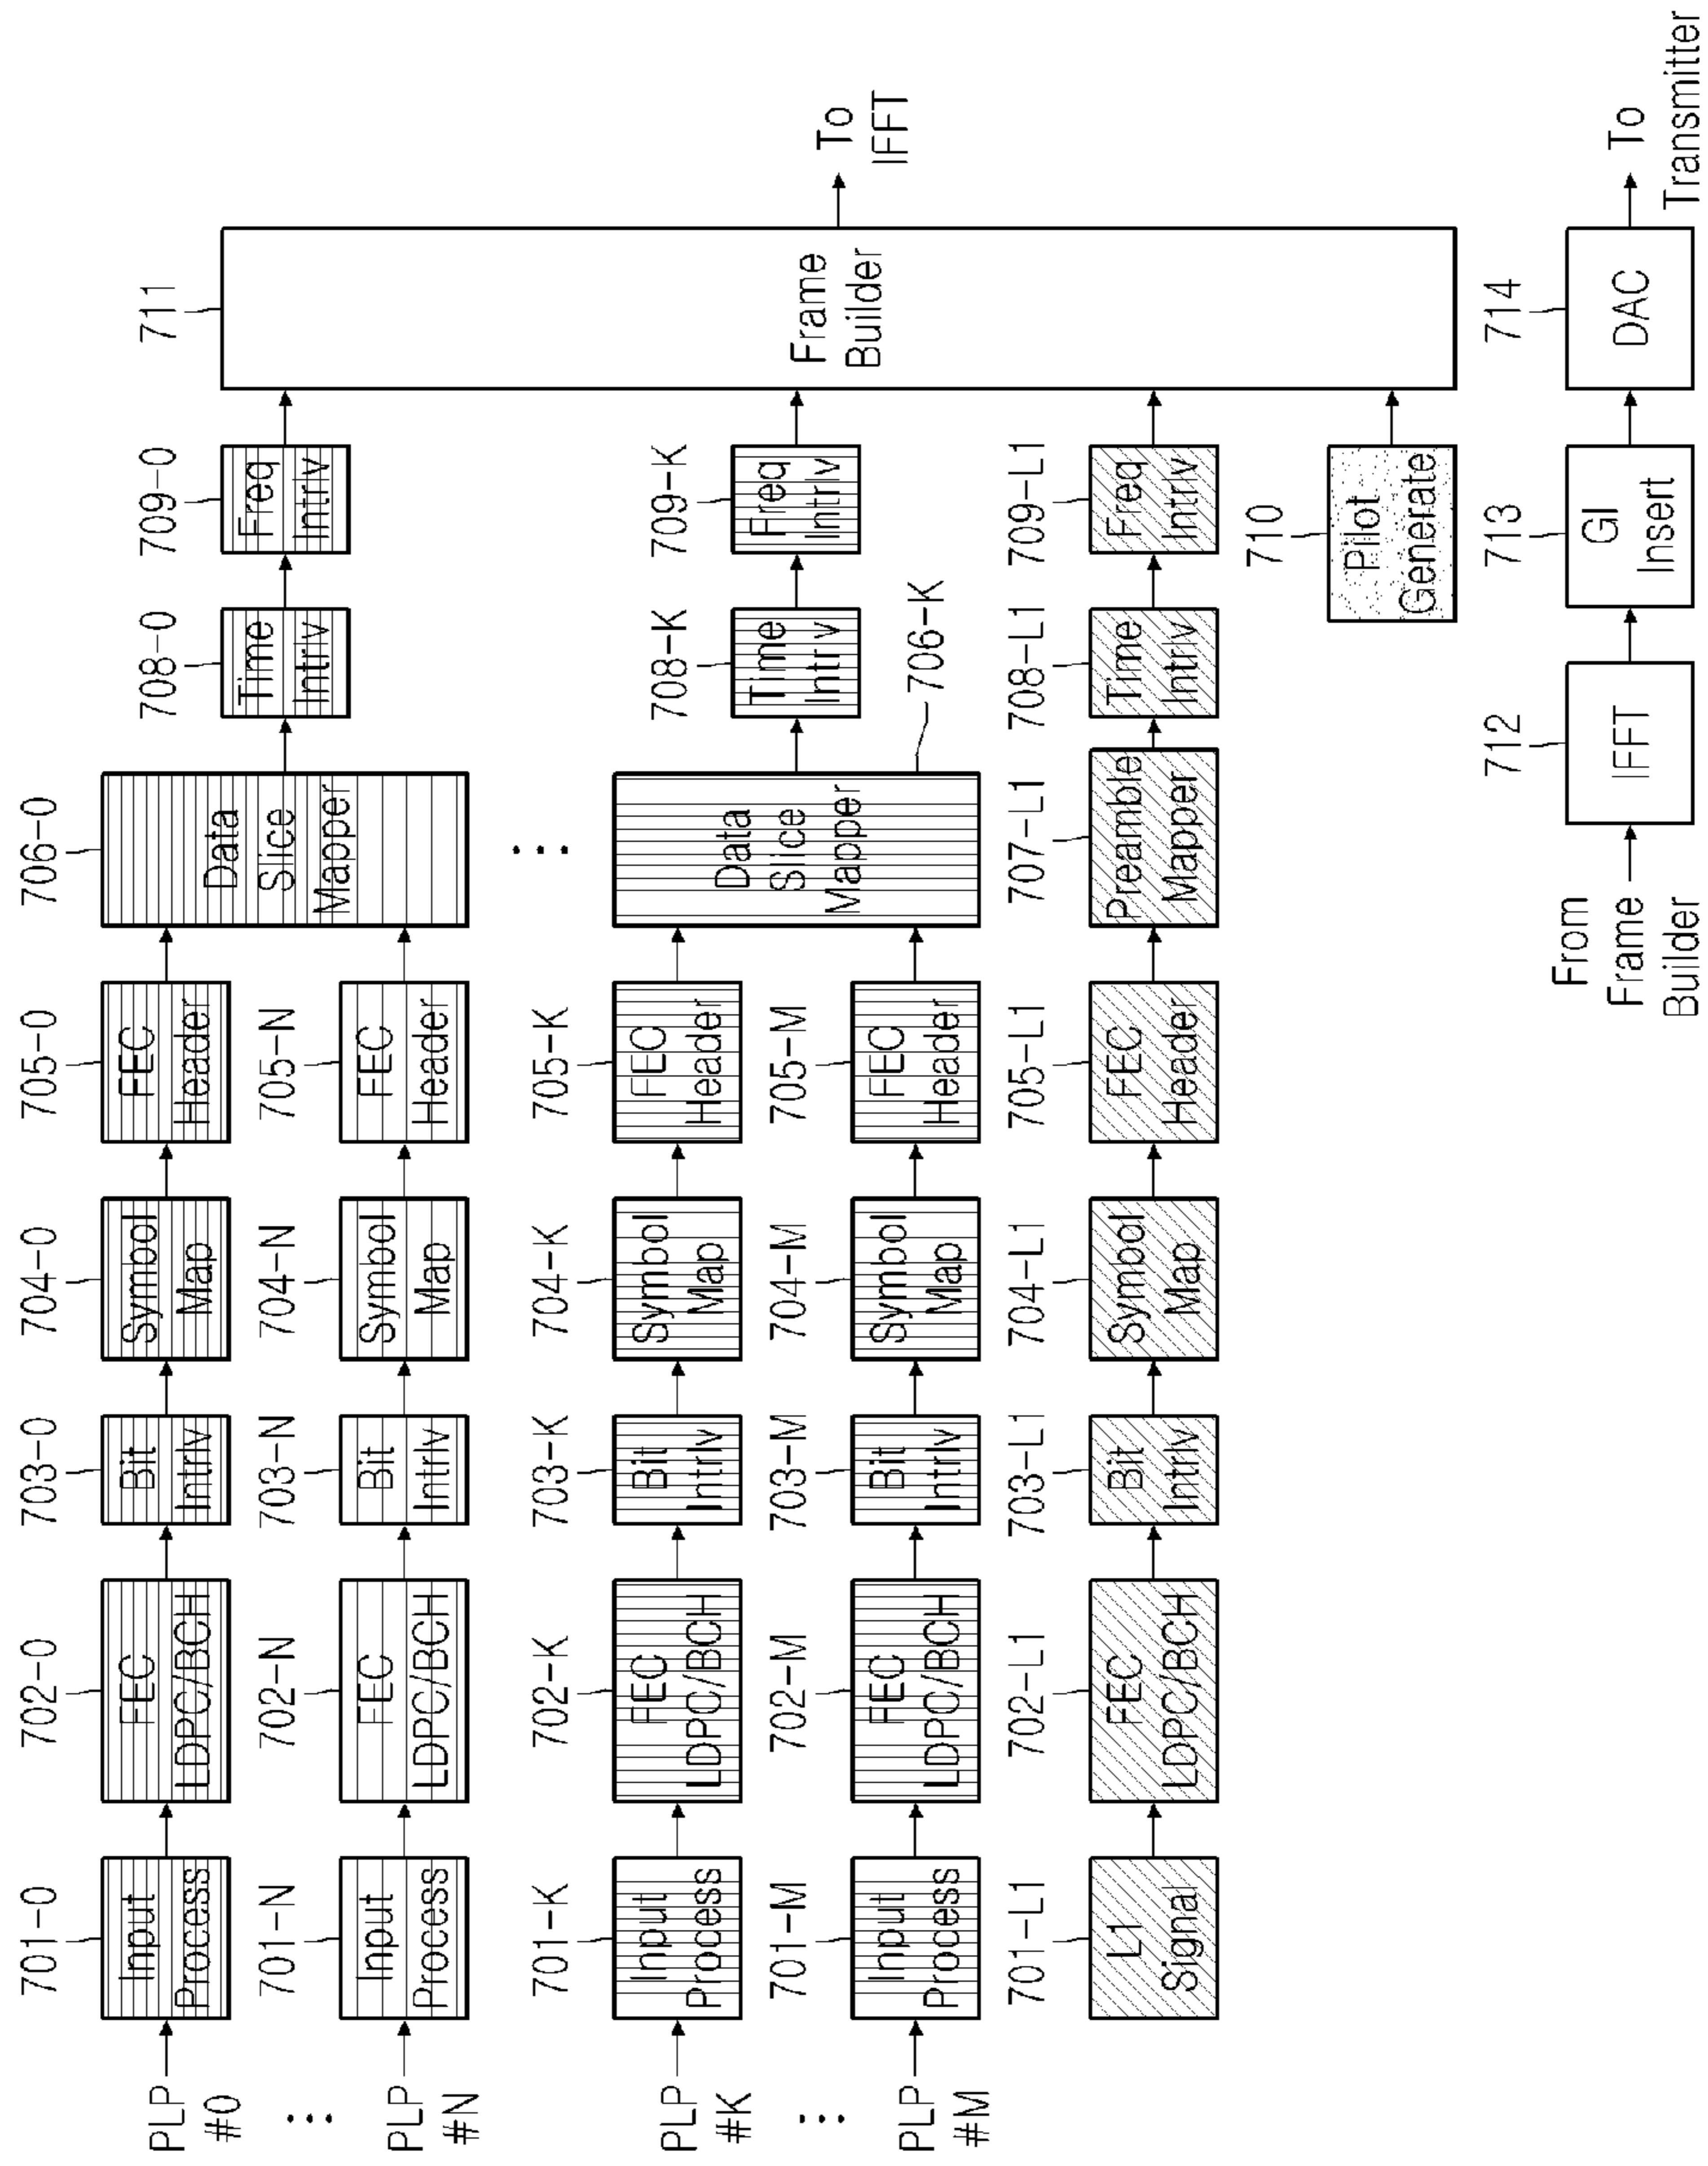 701-0
702-0
703-0
704-0
705-0
706-0
708-0
709-0
711
PLP
#0
Input
Process
FEC
LDPC/BCH
Bit
Intrlv
Symbol
Map
FEC
Header
Data
Slice
Mapper
Time
Intrlv
Freq
Intrlv
701-N
702-N
703-N
704-N
705-N
PLP
#N
Input
Process
FEC
LDPC/BCH
Bit
Intrlv
Symbol
Map
FEC
Header
701-K
702-K
703-K
704-K
705-K
708-K
709-K
PLP
#K
Input
Process
FEC
LDPC/BCH
Bit
Intrlv
Symbol
Map
FEC
Header
Data
Slice
Mapper
Time
Intrlv
Freq
Intrlv
Frame
Builder
To
IFFT
701-M
702-M
703-M
704-M
705-M
706-K
PLP
#M
Input
Process
FEC
LDPC/BCH
Bit
Intrlv
Symbol
Map
FEC
Header
701-L1
702-L1
703-L1
704-L1
705-L1
707-L1
708-L1
709-L1
L1
Signal
FEC
LDPC/BCH
Bit
Intrlv
Symbol
Map
FEC
Header
Preamble
Mapper
Time
Intrlv
Freq
Intrlv
710
Pilot
Generate
712
713
714
From
Frame
Builder
IFFT
GI
Insert
DAC
To
Transmitter